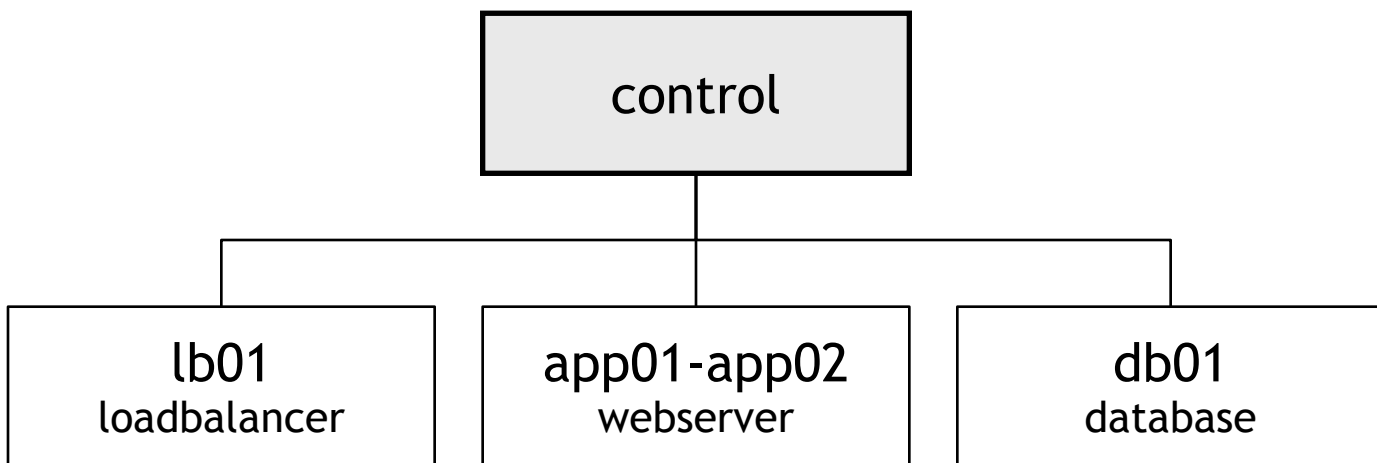 control
lb01
loadbalancer
app01-app02
webserver
db01
database